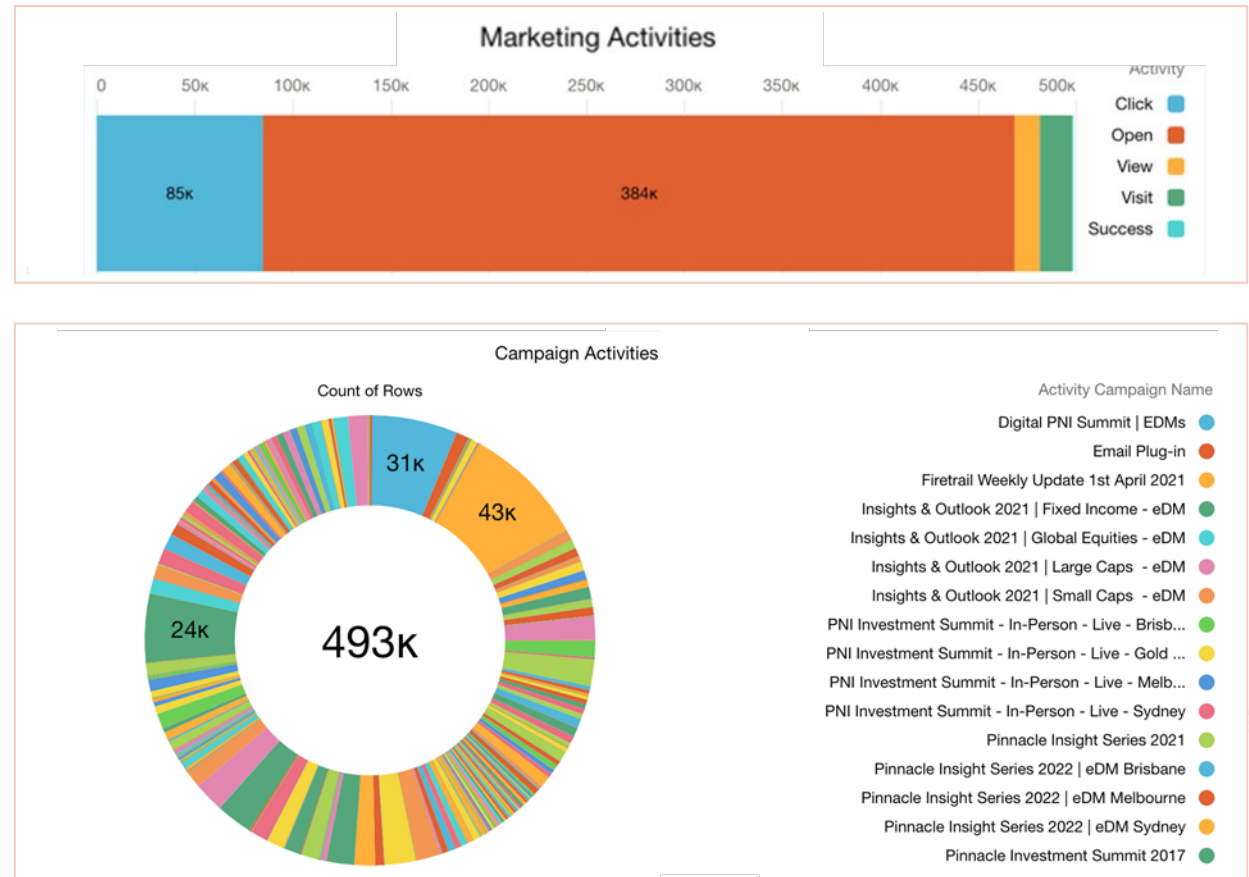 Marketing Activities
0 50K 100K 150K 200K 250K 300K 350K 400K 450K 500K
Activity
Click
Open
View
Visit
Success
85K
384K
Campaign Activities
Count of Rows
31K
43K
24K
493K
Activity Campaign Name
Digital PNI Summit | EDMs
Email Plug-in
Firetrail Weekly Update 1st April 2021
Insights & Outlook 2021 | Fixed Income - eDM
Insights & Outlook 2021 | Global Equities - eDM
Insights & Outlook 2021 | Large Caps - eDM
Insights & Outlook 2021 | Small Caps - eDM
PNI Investment Summit - In-Person - Live - Brisb...
PNI Investment Summit - In-Person - Live - Gold ...
PNI Investment Summit - In-Person - Live - Melb...
PNI Investment Summit - In-Person - Live - Sydney
Pinnacle Insight Series 2021
Pinnacle Insight Series 2022 | eDM Brisbane
Pinnacle Insight Series 2022 | eDM Melbourne
Pinnacle Insight Series 2022 | eDM Sydney
Pinnacle Investment Summit 2017